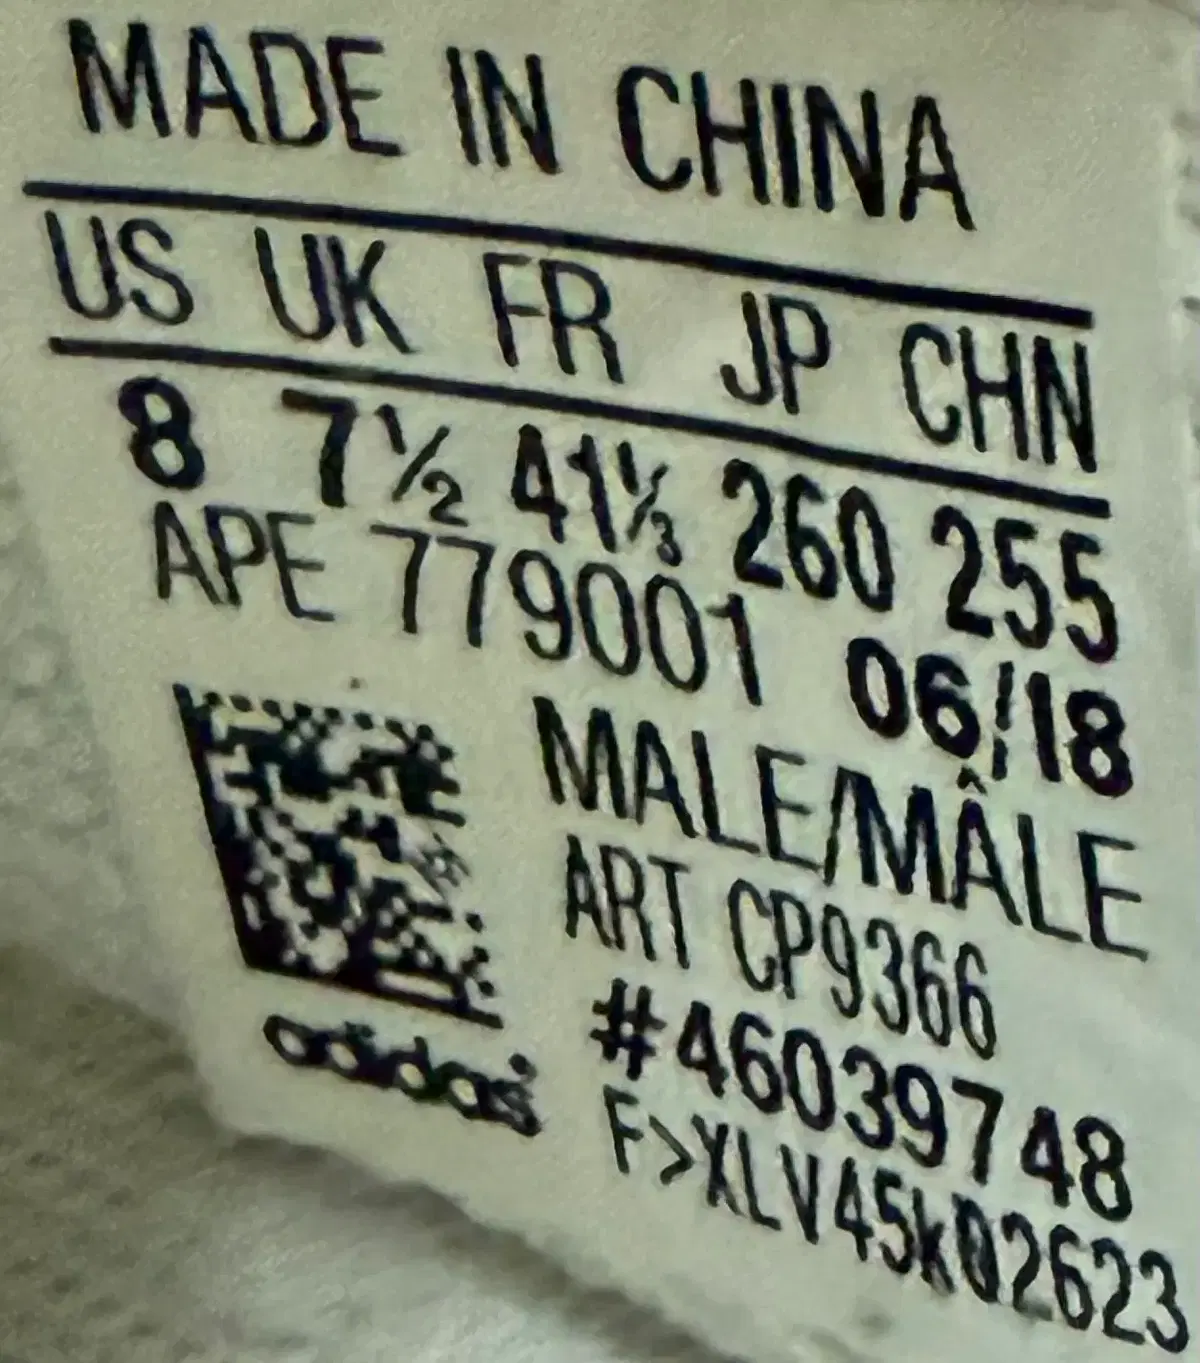 MADE IN CHINA
US UK FR JP CHN
8 7½ 41⅓ 260 255
APE 779001 06/18
MALE/MÂLE
ART CP9366
#46039748
F>XLV45k02623
adidas